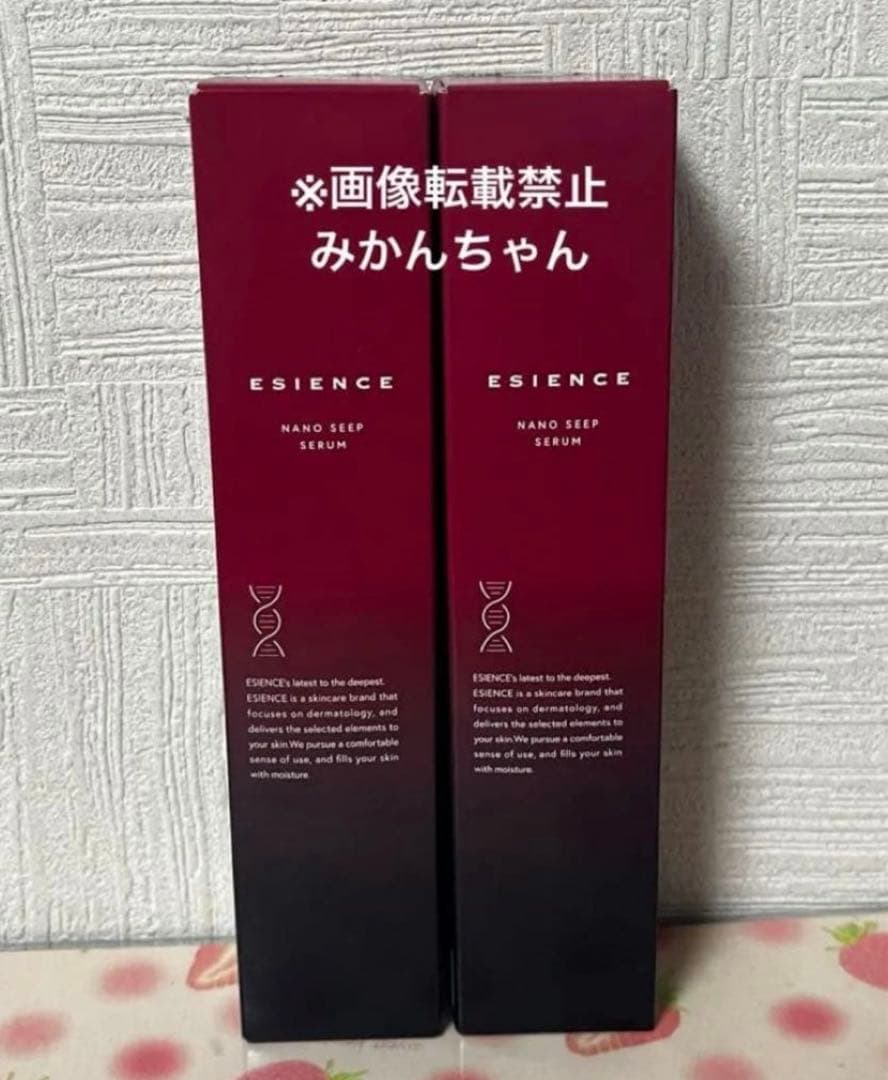 ※画像転載禁止
みかんちゃん
ESIENCE
NANO SEEP
SERUM
ESIENCE's latest to the deepest.
ESIENCE is a skincare brand that
focuses on dermatology, and
delivers the selected elements to
your skin.We pursue a comfortable
sense of use, and fills your skin
with moisture.
ESIENCE
NANO SEEP
SERUM
ESIENCE's latest to the deepest.
ESIENCE is a skincare brand that
focuses on dermatology, and
delivers the selected elements to
your skin.We pursue a comfortable
sense of use, and fills your skin
with moisture.